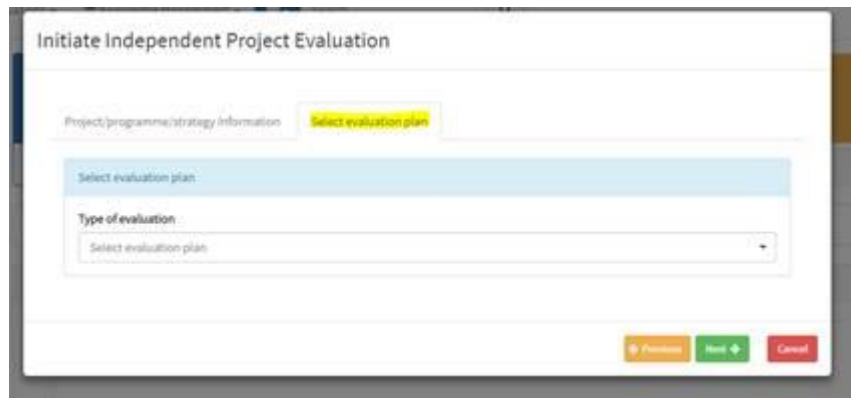 Initiate Independent Project Evaluation
Project/programme/strategy information
Select evaluation plan
Select evaluation plan
Type of evaluation
Select evaluation plan
Previous
Next
Cancel